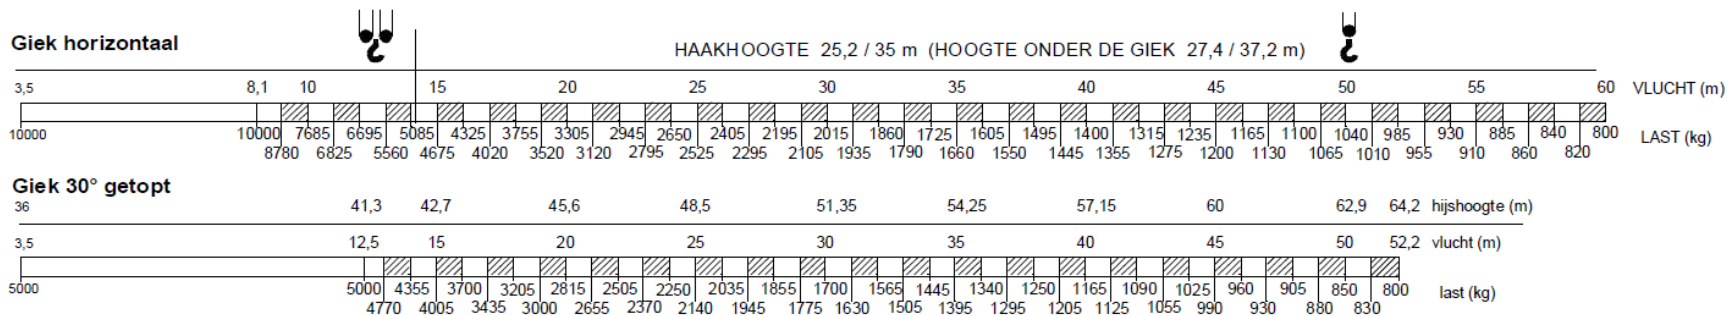 Giek horizontaal
HAAKHOOGTE 25,2 / 35 m (HOOGTE ONDER DE GIEK 27,4 / 37,2 m)
3,5 8,1 10 15 20 25 30 35 40 45 50 55 60 VLUCHT (m)
10000 10000 7685 6695 5085 4325 3755 3305 2945 2650 2405 2195 2015 1860 1725 1605 1495 1400 1315 1235 1165 1100 1040 985 930 885 840 800 LAST (kg)
8780 6825 5560 4675 4020 3520 3120 2795 2525 2295 2105 1935 1790 1660 1550 1445 1355 1275 1200 1130 1065 1010 955 910 860 820
Giek 30° getopt
36 41,3 42,7 45,6 48,5 51,35 54,25 57,15 60 62,9 64,2 hijshoogte (m)
3,5 12,5 15 20 25 30 35 40 45 50 52,2 vlucht (m)
5000 5000 4355 3700 3205 2815 2505 2250 2035 1855 1700 1565 1445 1340 1250 1165 1090 1025 960 905 850 800 last (kg)
4770 4005 3435 3000 2655 2370 2140 1945 1775 1630 1505 1395 1295 1205 1125 1055 990 930 880 830